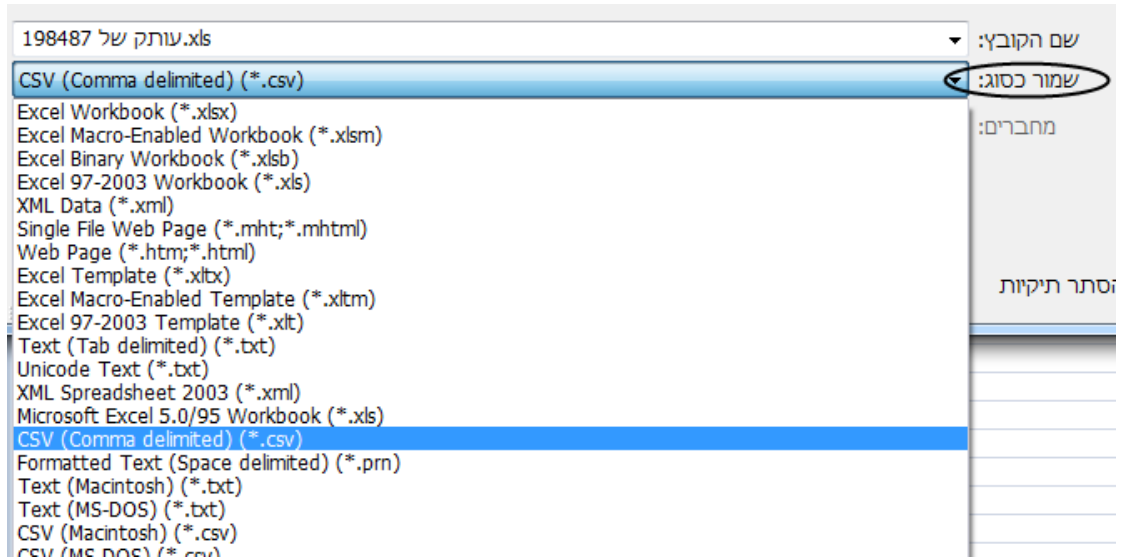 שם הקובץ: עותק של 198487.xls
שמור כסוג: CSV (Comma delimited) (*.csv)
מחברים:
הסתר תיקיות
Excel Workbook (*.xlsx)
Excel Macro-Enabled Workbook (*.xlsm)
Excel Binary Workbook (*.xlsb)
Excel 97-2003 Workbook (*.xls)
XML Data (*.xml)
Single File Web Page (*.mht;*.mhtml)
Web Page (*.htm;*.html)
Excel Template (*.xltx)
Excel Macro-Enabled Template (*.xltm)
Excel 97-2003 Template (*.xlt)
Text (Tab delimited) (*.txt)
Unicode Text (*.txt)
XML Spreadsheet 2003 (*.xml)
Microsoft Excel 5.0/95 Workbook (*.xls)
CSV (Comma delimited) (*.csv)
Formatted Text (Space delimited) (*.prn)
Text (Macintosh) (*.txt)
Text (MS-DOS) (*.txt)
CSV (Macintosh) (*.csv)
CSV (MS-DOS) (*.csv)